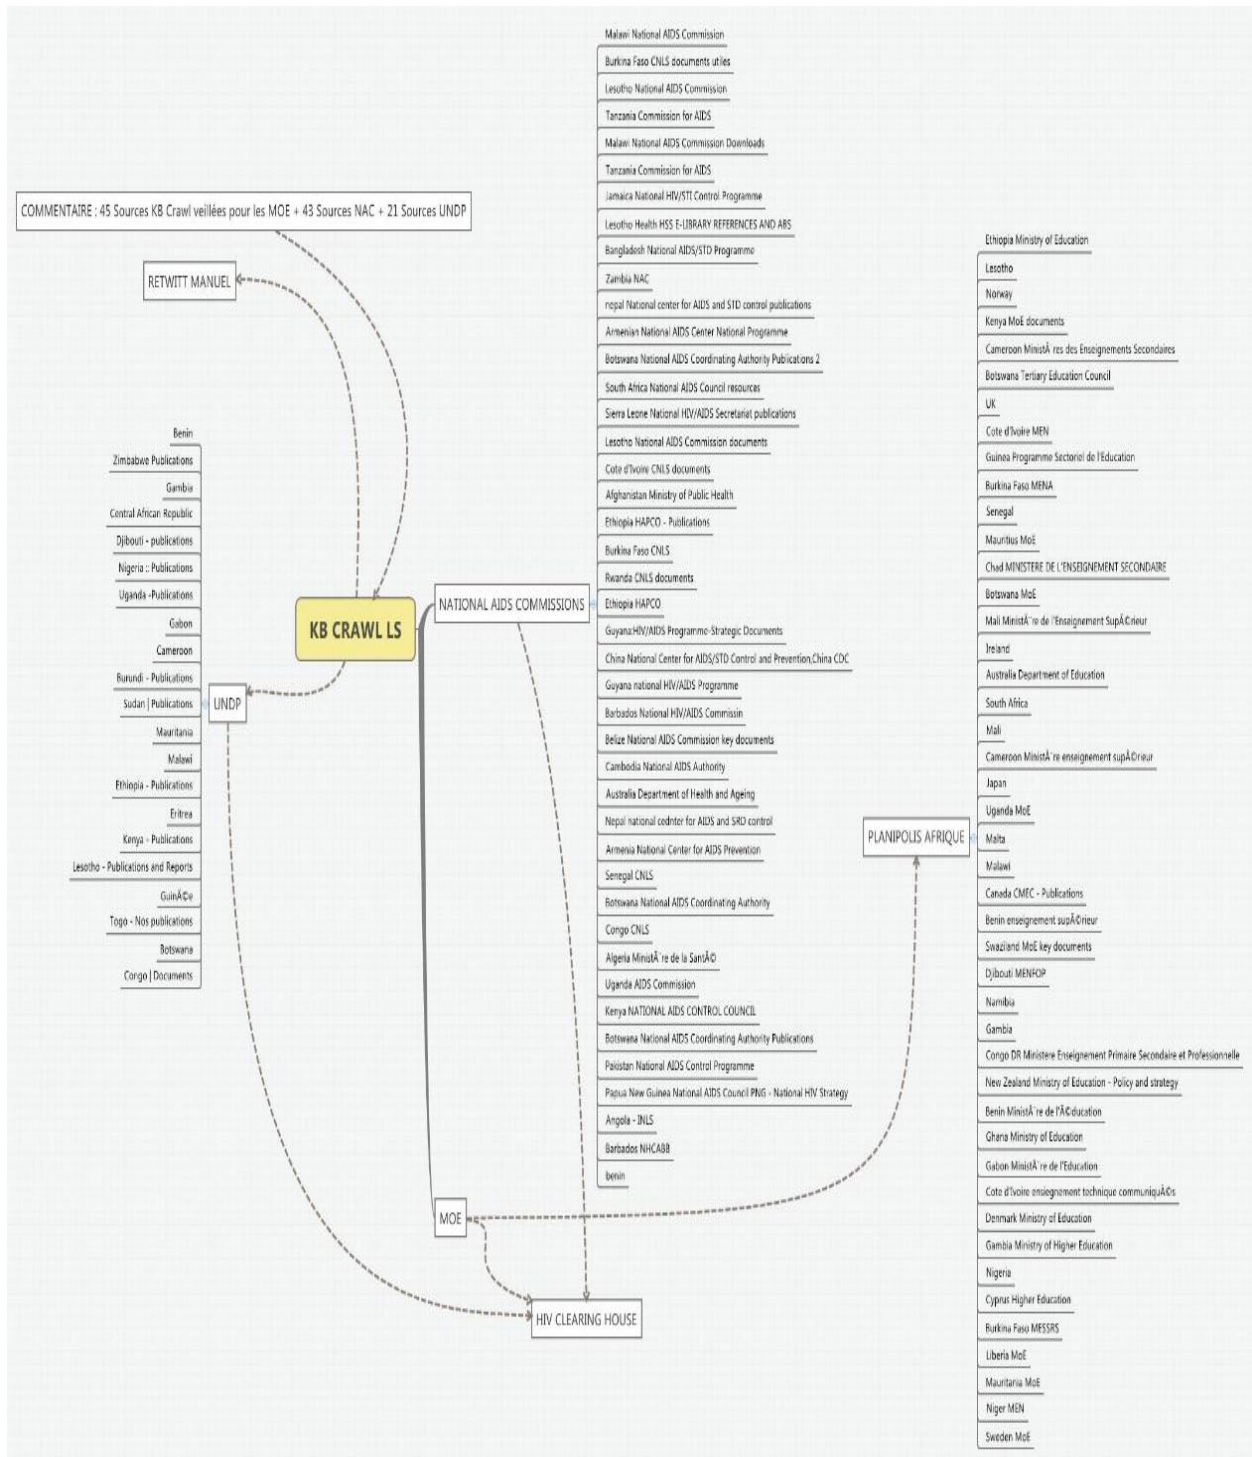 COMMENTAIRE : 45 Sources KB Crawl veillées pour les MOE + 43 Sources NAC + 21 Sources UNDP
RETWITT MANUEL
KB CRAWL LS
UNDP
Benin
Zimbabwe Publications
Gambie
Central African Republic
Djibouti - publications
Nigeria :: Publications
Uganda -Publications
Gabon
Cameroon
Burundi - Publications
Sudan | Publications
Mauritania
Malawi
Ethiopia - Publications
Eritrea
Kenya - Publications
Lesotho - Publications and Reports
GuinÃ©e
Togo - Nos publications
Botswana
Congo | Documents
NATIONAL AIDS COMMISSIONS
Malawi National AIDS Commission
Burkina Faso CNLS documents utiles
Lesotho National AIDS Commission
Tanzania Commission for AIDS
Malawi National AIDS Commission Downloads
Tanzania Commission for AIDS
Jamaica National HIV/STI Control Programme
Lesotho Health HSS E-LIBRARY REFERENCES AND ABS
Bangladesh National AIDS/STD Programme
Zambia NAC
nepal National center for AIDS and STD control publications
Armenian National AIDS Center National Programme
Botswana National AIDS Coordinating Authority Publications 2
South Africa National AIDS Council resources
Sierra Leone National HIV/AIDS Secretariat publications
Lesotho National AIDS Commission documents
Cote d'Ivoire CNLS documents
Afghanistan Ministry of Public Health
Ethiopia HAPCO - Publications
Burkina Faso CNLS
Rwanda CNLS documents
Ethiopia HAPCO
Guyana:HIV/AIDS Programme-Strategic Documents
China National Center for AIDS/STD Control and Prevention,China CDC
Guyana national HIV/AIDS Programme
Barbados National HIV/AIDS Commissin
Belize National AIDS Commission key documents
Cambodia National AIDS Authority
Australia Department of Health and Ageing
Nepal national cednter for AIDS and SRD control
Armenia National Center for AIDS Prevention
Senegal CNLS
Botswana National AIDS Coordinating Authority
Congo CNLS
Algeria MinistÃ¨re de la SantÃ©
Uganda AIDS Commission
Kenya NATIONAL AIDS CONTROL COUNCIL
Botswana National AIDS Coordinating Authority Publications
Pakistan National AIDS Control Programme
Papua New Guinea National AIDS Council PNG - National HIV Strategy
Angola - INLS
Barbados NHCABB
benin
MOE
HIV CLEARING HOUSE
PLANIPOLIS AFRIQUE
Ethiopia Ministry of Education
Lesotho
Norway
Kenya MoE documents
Cameroon MinistÃ¨res des Enseignements Secondaires
Botswana Tertiary Education Council
UK
Cote d'Ivoire MEN
Guinea Programme Sectoriel de l'Education
Burkina Faso MENA
Senegal
Mauritius MoE
Chad MINISTERE DE L'ENSEIGNEMENT SECONDAIRE
Botswana MoE
Mali MinistÃ¨re de l'Enseignement SupÃ©rieur
Ireland
Australia Department of Education
South Africa
Mali
Cameroon MinistÃ¨re enseignement supÃ©rieur
Japan
Uganda MoE
Malta
Malawi
Canada CMEC - Publications
Benin enseignement supÃ©rieur
Swaziland MoE key documents
Djibouti MENFOP
Namibia
Gambia
Congo DR Ministere Enseignement Primaire Secondaire et Professionnelle
New Zealand Ministry of Education - Policy and strategy
Benin MinistÃ¨re de l'Ã©ducation
Ghana Ministry of Education
Gabon MinistÃ¨re de l'Education
Cote d'Ivoire ensiegnement technique communiquÃ©s
Denmark Ministry of Education
Gambia Ministry of Higher Education
Nigeria
Cyprus Higher Education
Burkina Faso MESSRS
Liberia MoE
Mauritania MoE
Niger MEN
Sweden MoE